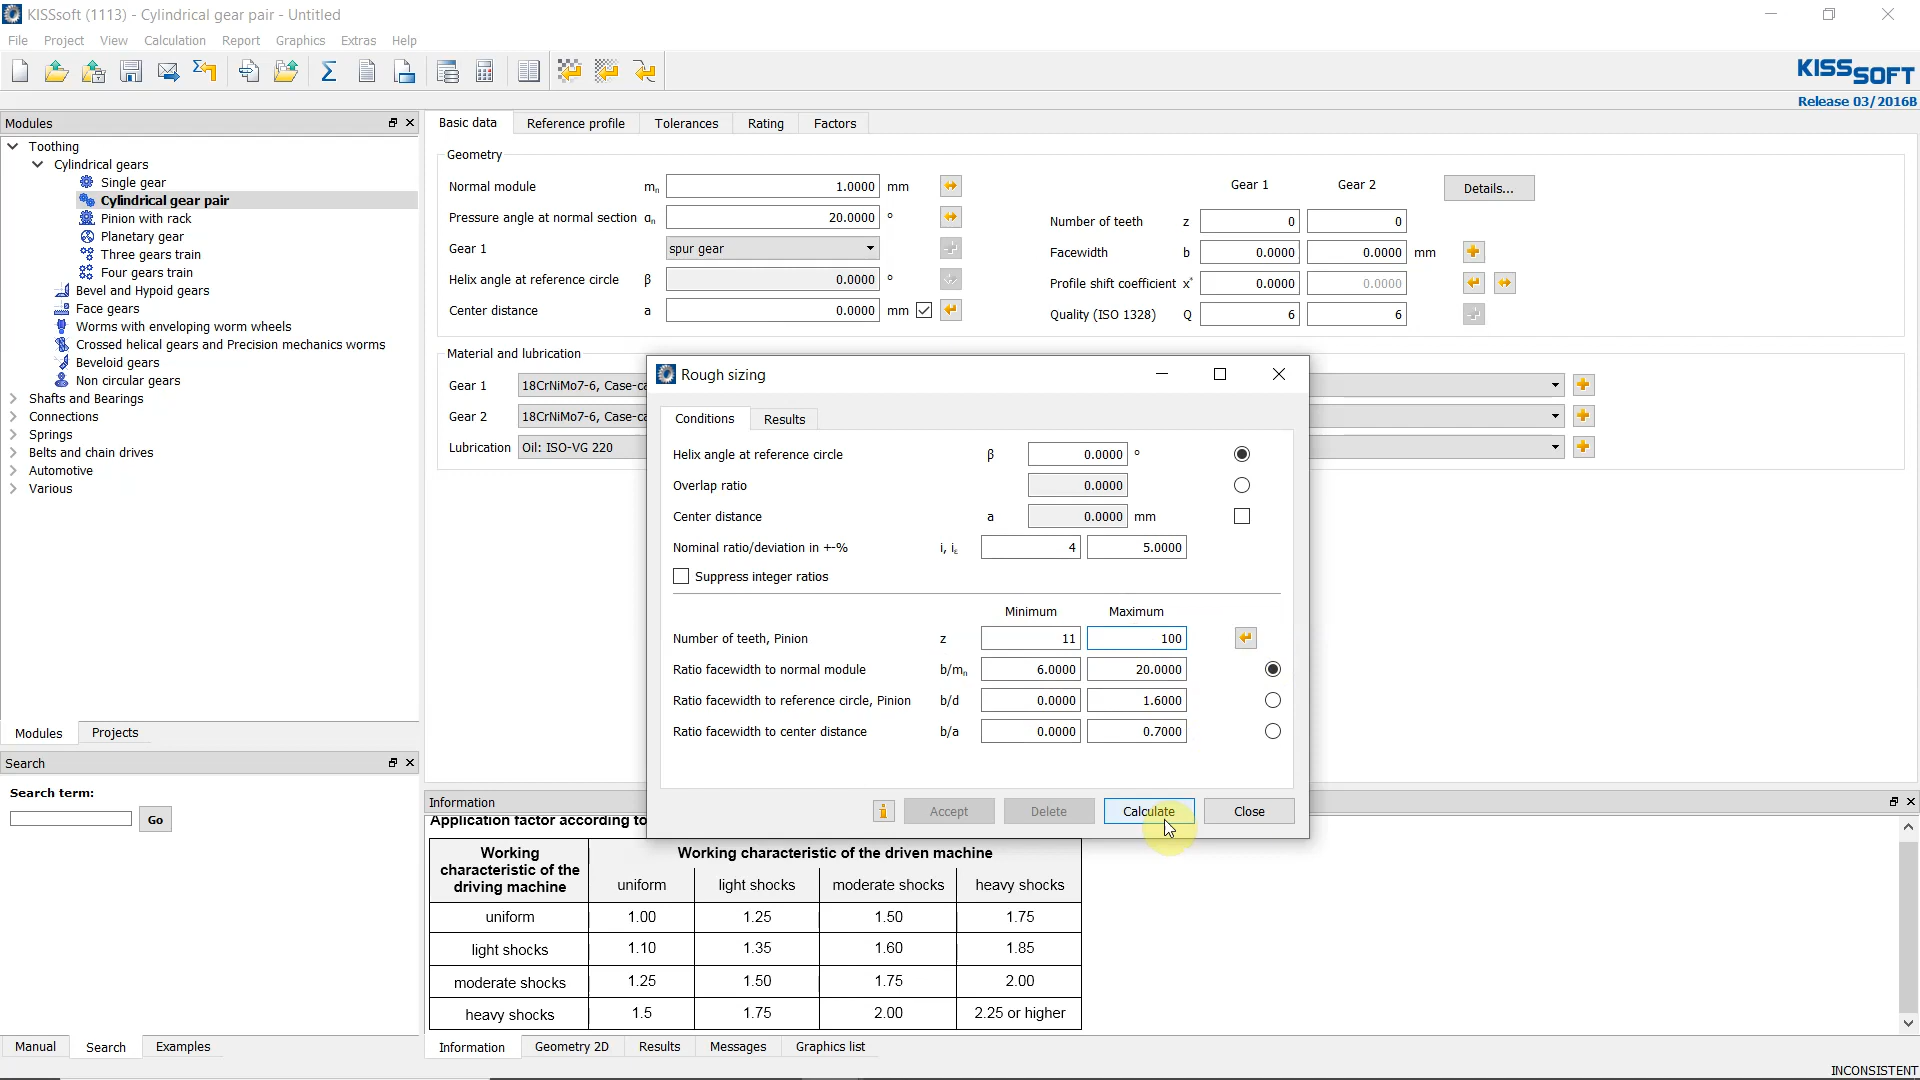 KISSsoft (1113) - Cylindrical gear pair - Untitled
File Project View Calculation Report Graphics Extras Help
KISSsoft
Release 03/2016B
Modules
Toothing
Cylindrical gears
Single gear
Cylindrical gear pair
Pinion with rack
Planetary gear
Three gears train
Four gears train
Bevel and Hypoid gears
Face gears
Worms with enveloping worm wheels
Crossed helical gears and Precision mechanics worms
Beveloid gears
Non circular gears
Shafts and Bearings
Connections
Springs
Belts and chain drives
Automotive
Various
Modules Projects
Search
Search term:
Go
Manual Search Examples
Basic data Reference profile Tolerances Rating Factors
Geometry
Normal module mn 1.0000 mm
Pressure angle at normal section αn 20.0000 °
Gear 1 spur gear
Helix angle at reference circle β 0.0000 °
Center distance a 0.0000 mm
Gear 1 Gear 2 Details...
Number of teeth z 0 0
Facewidth b 0.0000 0.0000 mm
Profile shift coefficient x* 0.0000 0.0000
Quality (ISO 1328) Q 6 6
Material and lubrication
Gear 1 18CrNiMo7-6, Case-ca
Gear 2 18CrNiMo7-6, Case-ca
Lubrication Oil: ISO-VG 220
Rough sizing
Conditions Results
Helix angle at reference circle β 0.0000 °
Overlap ratio 0.0000
Center distance a 0.0000 mm
Nominal ratio/deviation in +-% i, iε 4 5.0000
Suppress integer ratios
Minimum Maximum
Number of teeth, Pinion z 11 100
Ratio facewidth to normal module b/mn 6.0000 20.0000
Ratio facewidth to reference circle, Pinion b/d 0.0000 1.6000
Ratio facewidth to center distance b/a 0.0000 0.7000
Accept Delete Calculate Close
Information
Application factor according to
Working characteristic of the driving machine Working characteristic of the driven machine
uniform light shocks moderate shocks heavy shocks
uniform 1.00 1.25 1.50 1.75
light shocks 1.10 1.35 1.60 1.85
moderate shocks 1.25 1.50 1.75 2.00
heavy shocks 1.5 1.75 2.00 2.25 or higher
Information Geometry 2D Results Messages Graphics list
INCONSISTENT